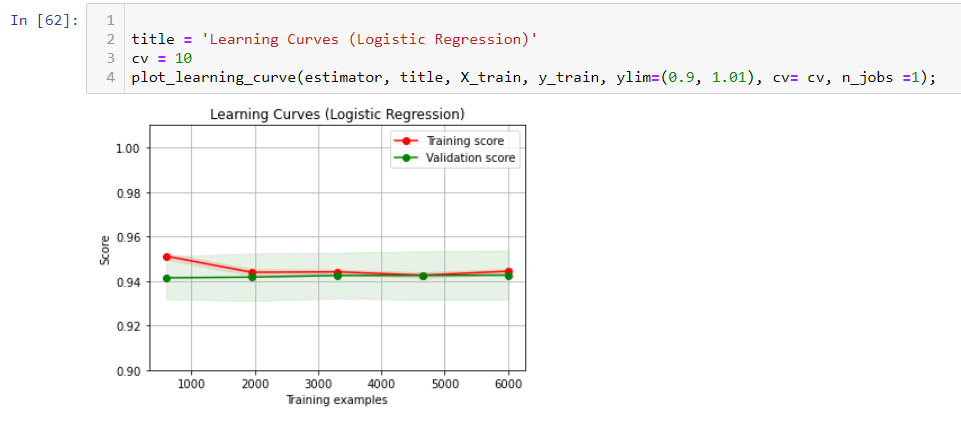 In [62]:
1
2 title = 'Learning Curves (Logistic Regression)'
3 cv = 10
4 plot_learning_curve(estimator, title, X_train, y_train, ylim=(0.9, 1.01), cv= cv, n_jobs =1);
Learning Curves (Logistic Regression)
Training score
Validation score
1.00
0.98
0.96
0.94
0.92
0.90
Score
1000 2000 3000 4000 5000 6000
Training examples